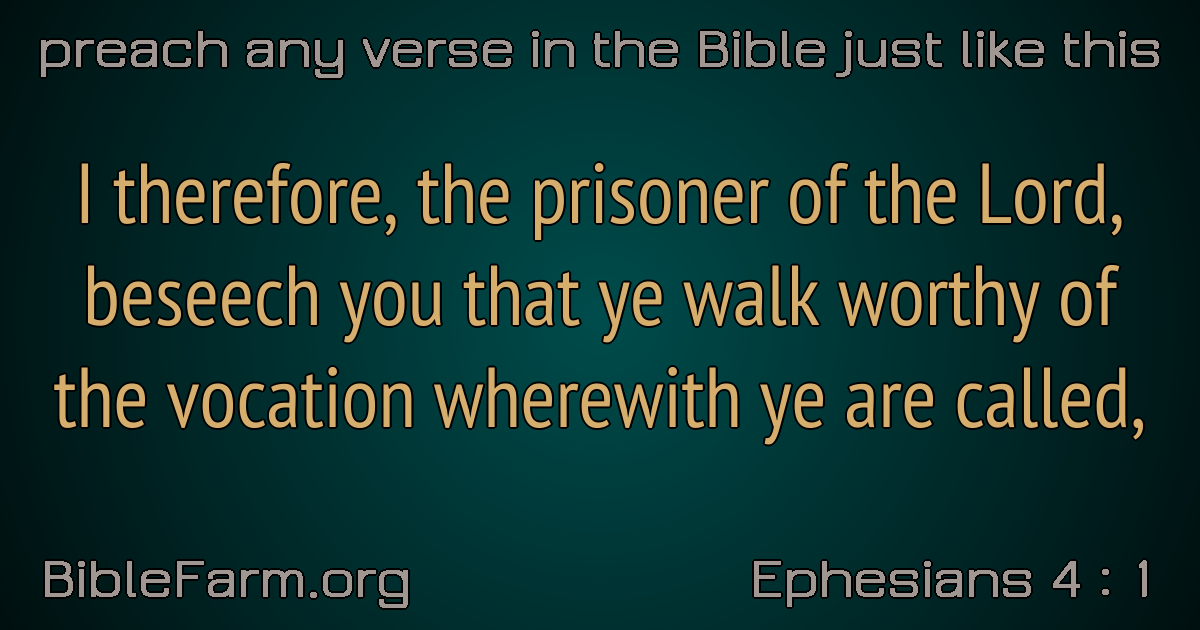 preach any verse in the Bible just like this
I therefore, the prisoner of the Lord,
beseech you that ye walk worthy of
the vocation wherewith ye are called,
BibleFarm.org
Ephesians 4 : 1